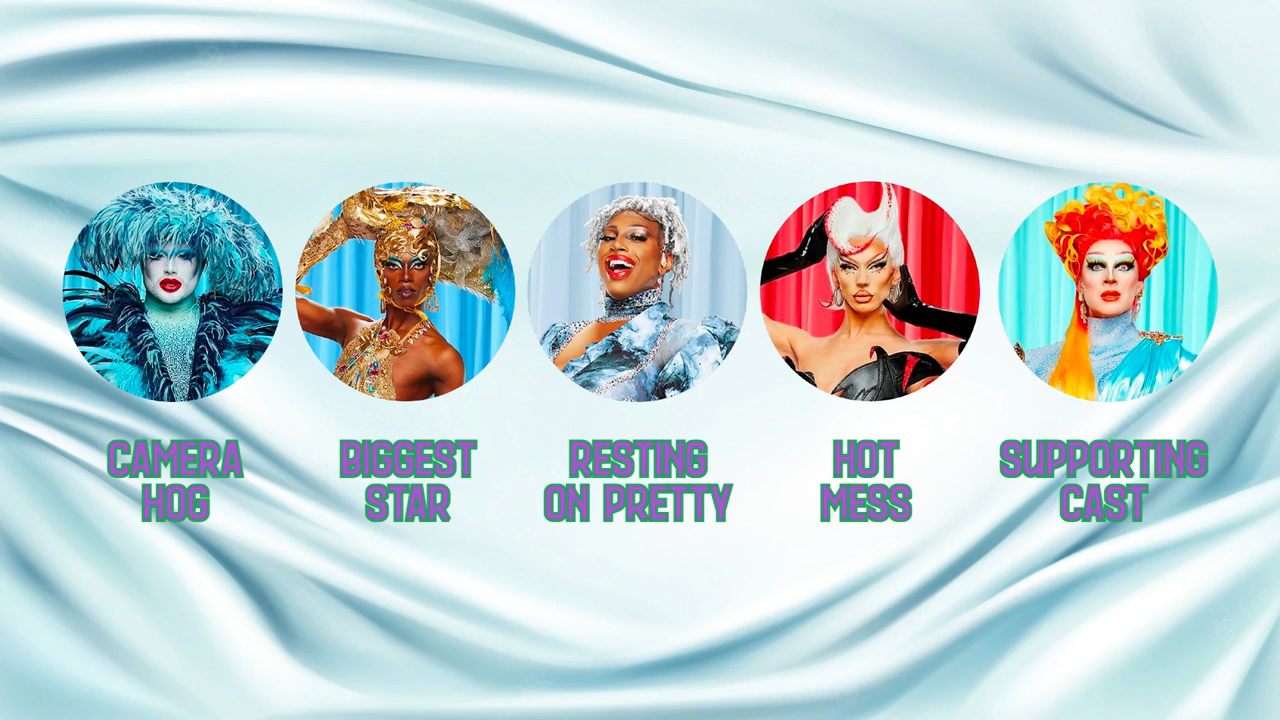 CAMERA
HOG
BIGGEST
STAR
RESTING
ON PRETTY
HOT
MESS
SUPPORTING
CAST